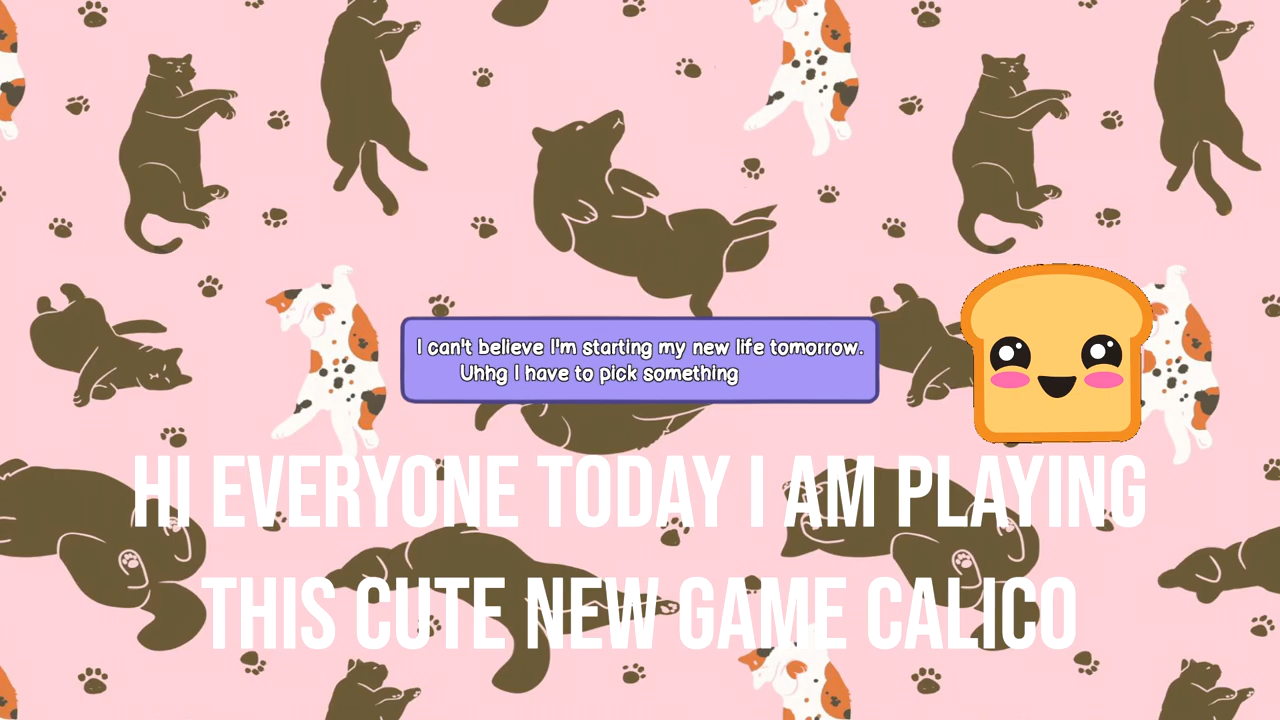 I can't believe I'm starting my new life tomorrow.
Uhhg I have to pick something
HI EVERYONE TODAY I AM PLAYING
THIS CUTE NEW GAME CALICO